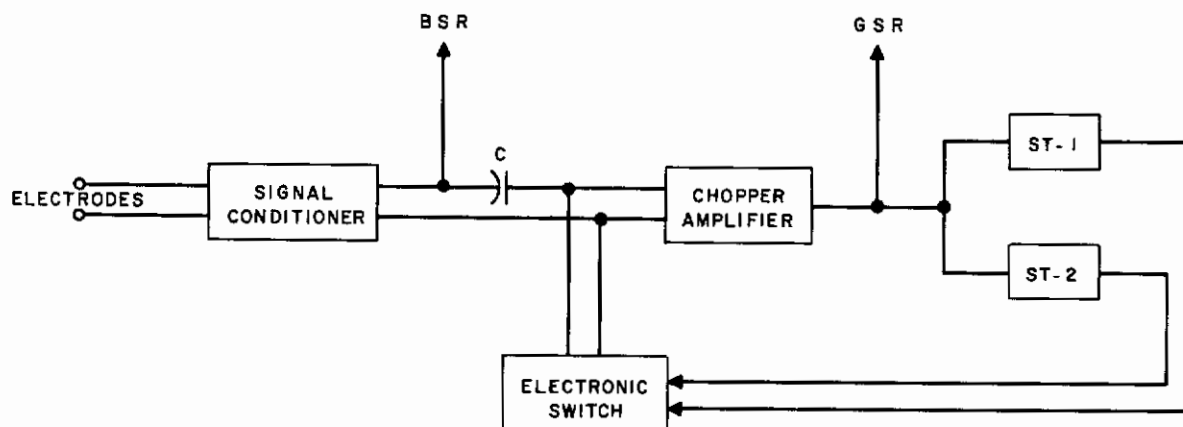 BSR
GSR
C
ST-1
ELECTRODES
SIGNAL
CONDITIONER
CHOPPER
AMPLIFIER
ST-2
ELECTRONIC
SWITCH